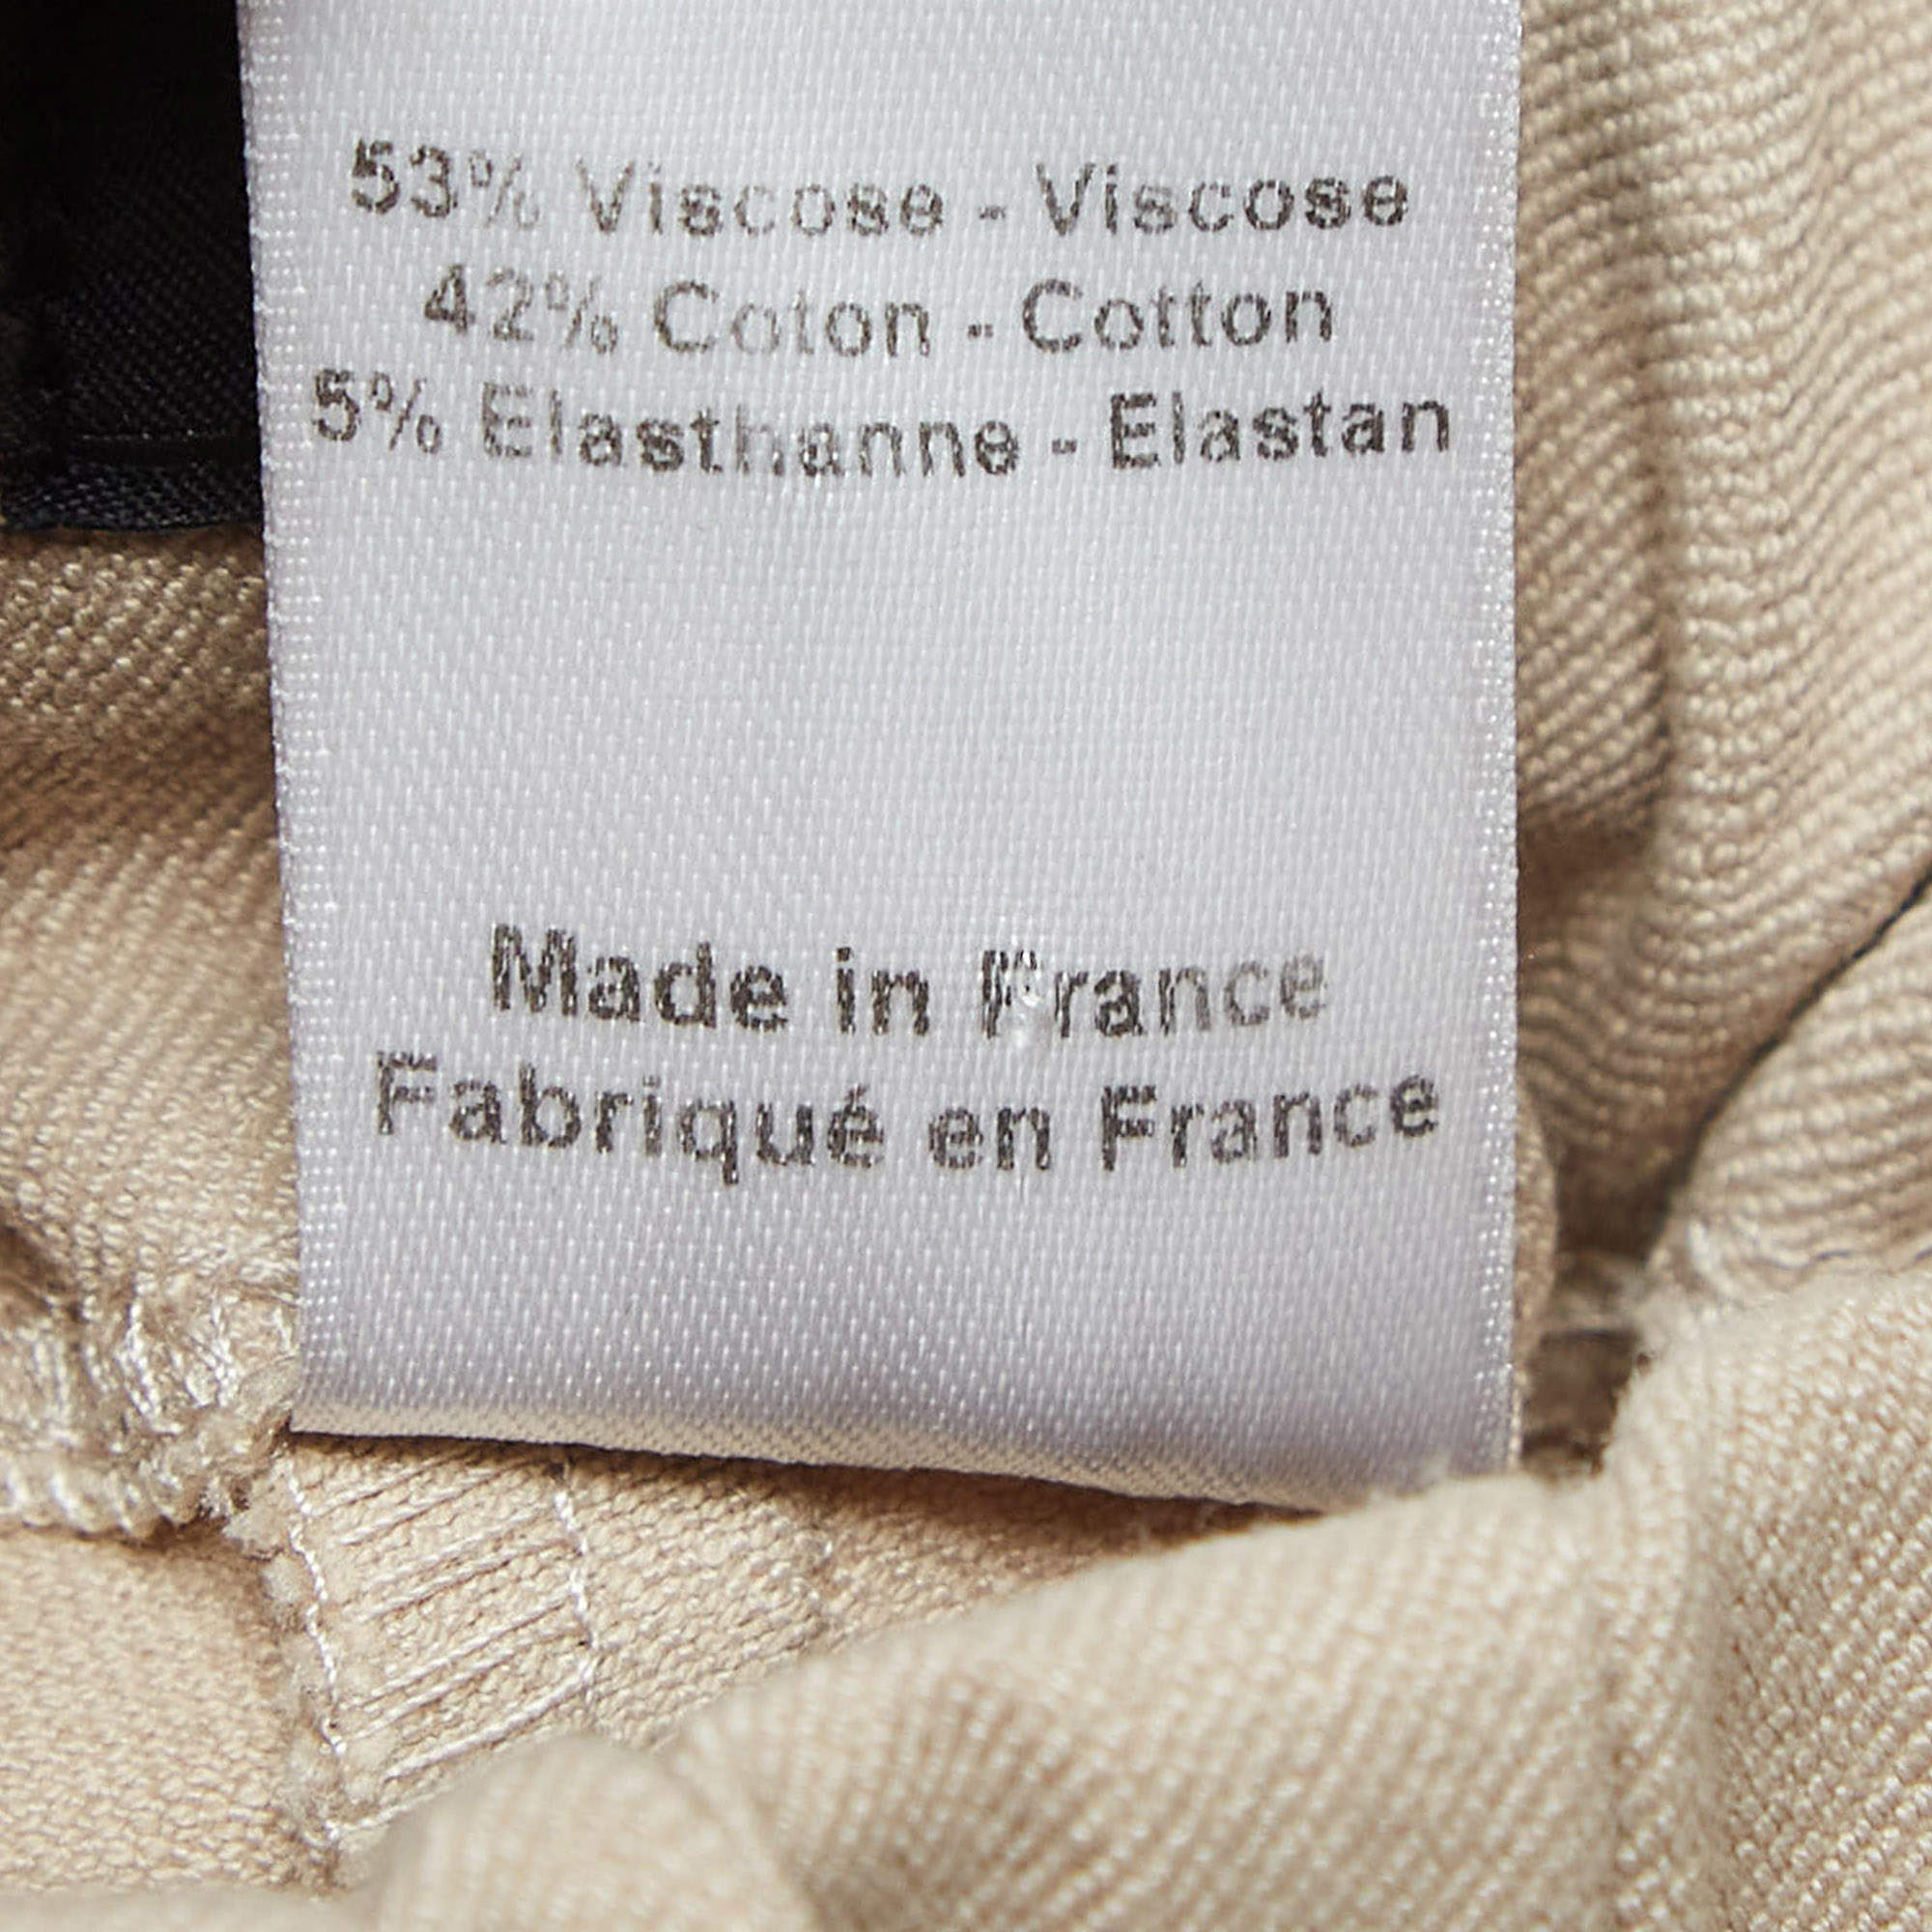 53% Viscose - Viscose
42% Coton - Cotton
5% Elasthanne - Elastan
Made in France
Fabriqué en France